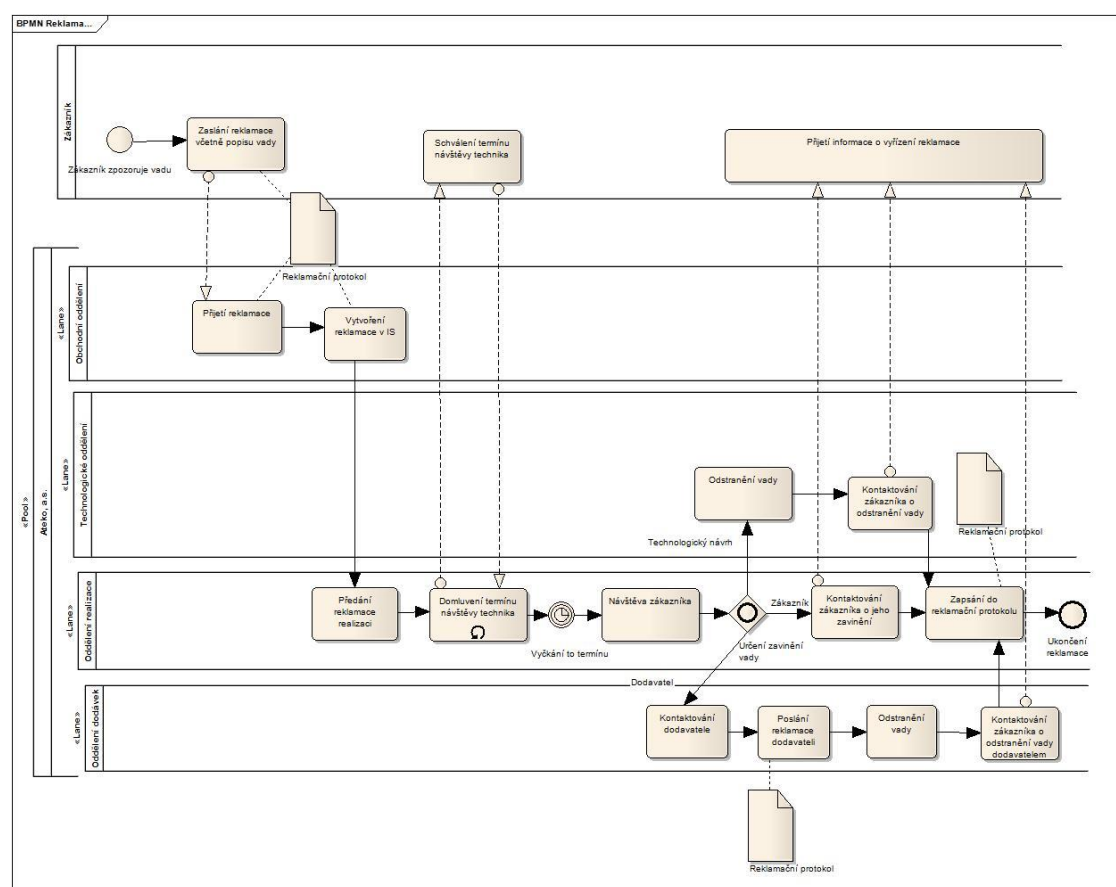 BPMN Reklama...
Zákazník
Zákazník zpozoruje vadu
Zaslání reklamace
včetně popisu vady
Schválení termínu
návštěvy technika
Přijetí informace o vyřízení reklamace
Reklamační protokol
«Pool»
Ateko, a.s.
«Lane»
Obchodní oddělení
Přijetí reklamace
Vytvoření
reklamace v IS
«Lane»
Technologické oddělení
Odstranění vady
Kontaktování
zákazníka o
odstranění vady
Reklamační protokol
Technologický návrh
«Lane»
Oddělení realizace
Předání
reklamace
realizaci
Domluvení termínu
návštěvy technika
Vyčkání to termínu
Návštěva zákazníka
Určení zavinění
vady
Zákazník
Kontaktování
zákazníka o jeho
zavinění
Zapsání do
reklamační protokolu
Ukončení
reklamace
Dodavatel
«Lane»
Oddělení dodávek
Kontaktování
dodavatele
Poslání
reklamace
dodavateli
Odstranění
vady
Kontaktování
zákazníka o
odstranění vady
dodavatelem
Reklamační protokol